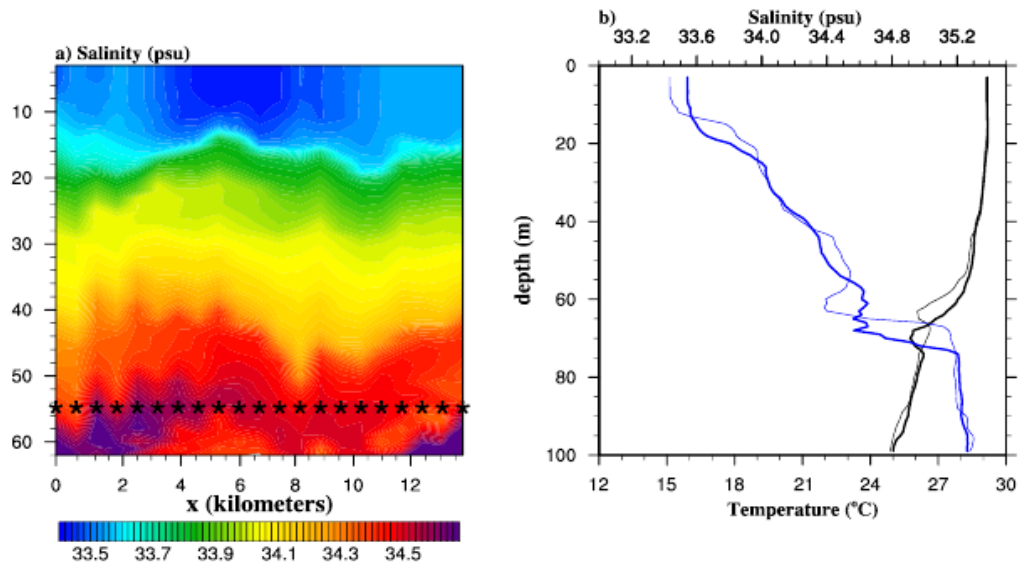 a) Salinity (psu)
10
20
30
40
50
60
* * * * * * * * * * * * * * * * * * * * *
0 2 4 6 8 10 12
x (kilometers)
33.5 33.7 33.9 34.1 34.3 34.5
b) Salinity (psu)
33.2 33.6 34.0 34.4 34.8 35.2
0
20
40
60
80
100
depth (m)
12 15 18 21 24 27 30
Temperature (°C)